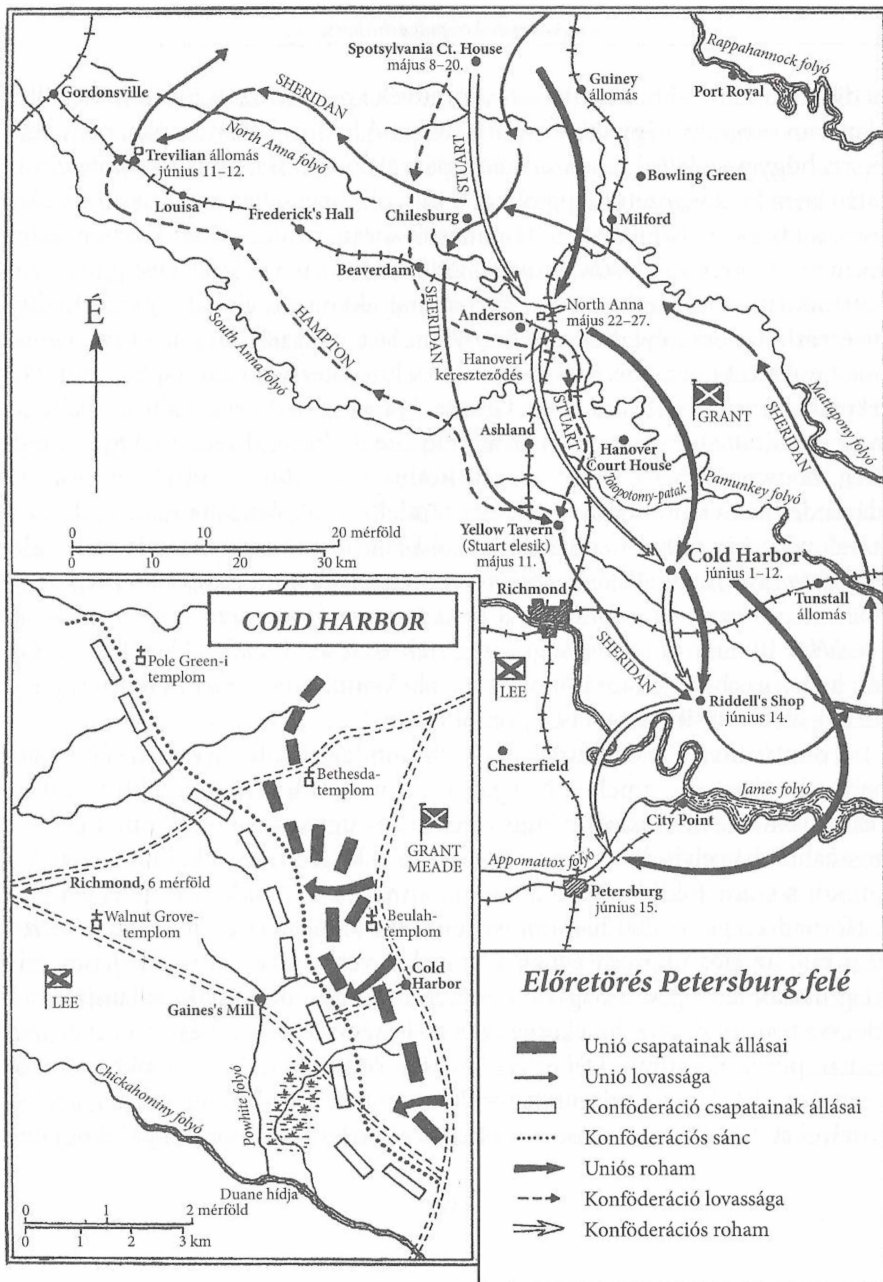 Spotsylvania Ct. House
május 8–20.
Gordonsville
SHERIDAN
Guiney
állomás
Rappahannock folyó
Port Royal
North Anna folyó
STUART
Trevilian állomás
június 11–12.
Bowling Green
Louisa
Frederick's Hall
Chilesburg
Milford
Beaverdam
SHERIDAN
Anderson
North Anna
május 22–27.
HAMPTON
South Anna folyó
Hanoveri
kereszteződés
É
STUART
GRANT
SHERIDAN
Mattapony folyó
Ashland
Hanover
Court House
Totopotomy-patak
Pamunkey folyó
0 10 20 mérföld
0 10 20 30 km
Yellow Tavern
(Stuart elesik)
május 11.
Cold Harbor
június 1–12.
Richmond
Tunstall
állomás
SHERIDAN
LEE
Riddell's Shop
június 14.
Chesterfield
James folyó
City Point
Appomattox folyó
Petersburg
június 15.
COLD HARBOR
Pole Green-i
templom
Bethesda-
templom
GRANT
MEADE
Richmond, 6 mérföld
Walnut Grove-
templom
Beulah-
templom
LEE
Cold
Harbor
Gaines's Mill
Chickahominy folyó
Powhite folyó
Duane hídja
0 1 2 mérföld
0 1 2 3 km
Előretörés Petersburg felé
Unió csapatainak állásai
Unió lovassága
Konföderáció csapatainak állásai
Konföderációs sánc
Uniós roham
Konföderáció lovassága
Konföderációs roham